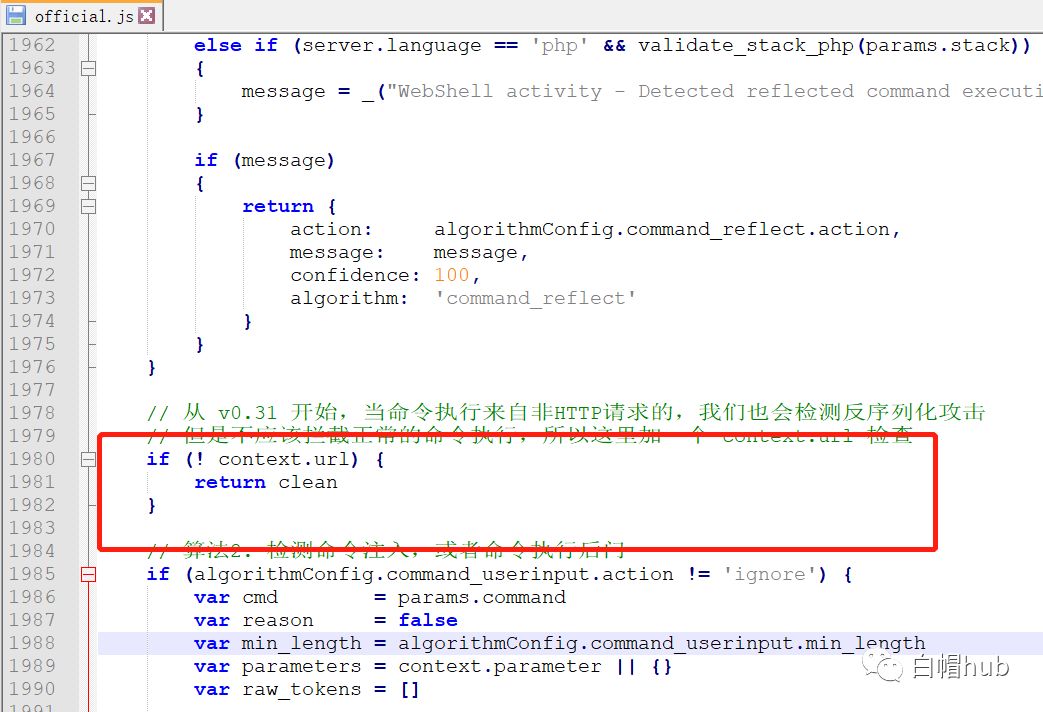 official.js
1962 else if (server.language == 'php' && validate_stack_php(params.stack))
1963 {
1964 message = _("WebShell activity - Detected reflected command executi
1965 }
1966
1967 if (message)
1968 {
1969 return {
1970 action: algorithmConfig.command_reflect.action,
1971 message: message,
1972 confidence: 100,
1973 algorithm: 'command_reflect'
1974 }
1975 }
1976 }
1977
1978 // 从 v0.31 开始，当命令执行来自非HTTP请求的，我们也会检测反序列化攻击
1979 // 但是不应该拦截正常的命令执行，所以这里加一个 context.url 检查
1980 if (! context.url) {
1981 return clean
1982 }
1983
1984 // 算法2: 检测命令注入，或者命令执行后门
1985 if (algorithmConfig.command_userinput.action != 'ignore') {
1986 var cmd = params.command
1987 var reason = false
1988 var min_length = algorithmConfig.command_userinput.min_length
1989 var parameters = context.parameter || {}
1990 var raw_tokens = []
1991
白帽hub